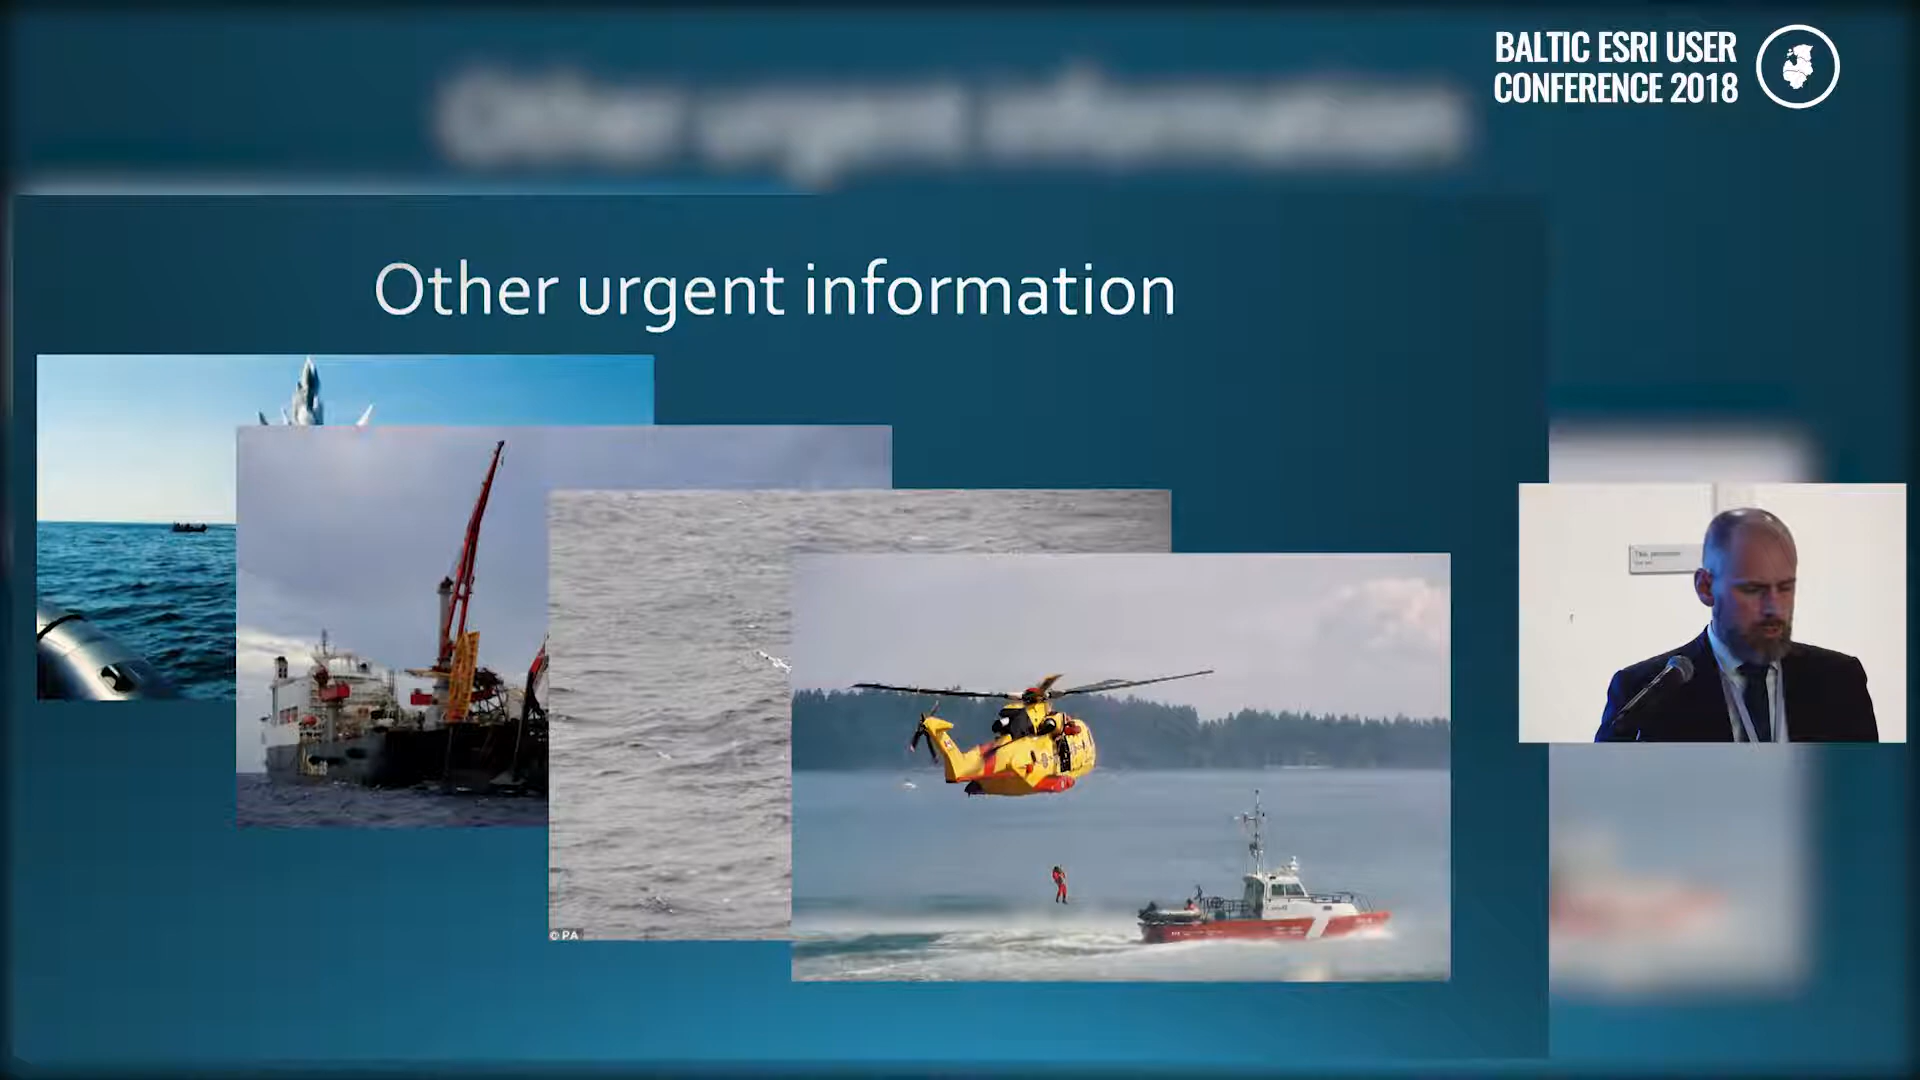 BALTIC ESRI USER
CONFERENCE 2018
Other urgent information
© PA